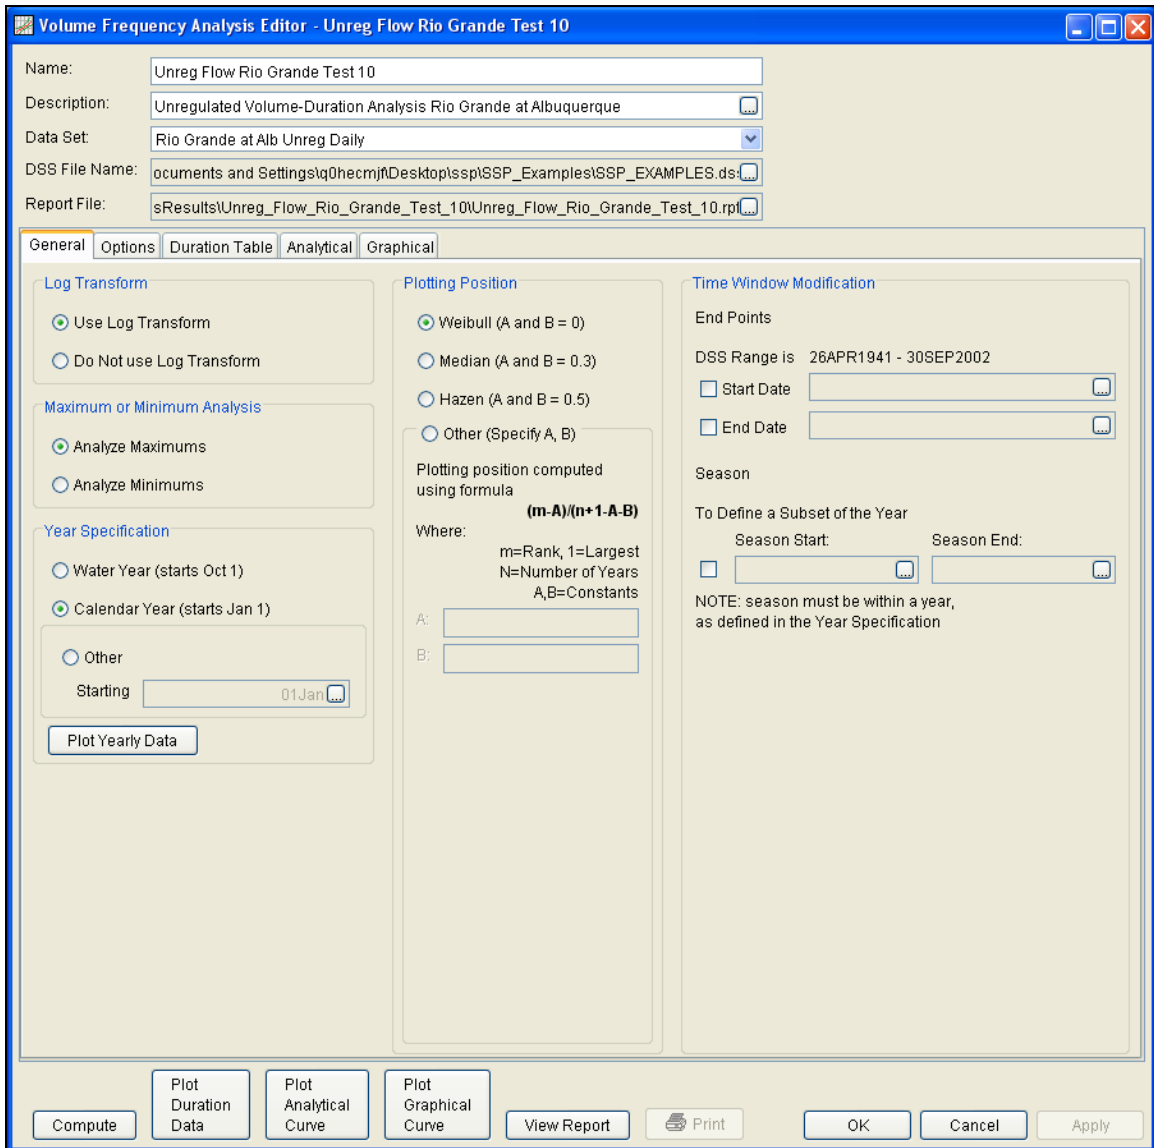 Volume Frequency Analysis Editor - Unreg Flow Rio Grande Test 10
Name: Unreg Flow Rio Grande Test 10
Description: Unregulated Volume-Duration Analysis Rio Grande at Albuquerque ...
Data Set: Rio Grande at Alb Unreg Daily
DSS File Name: ocuments and Settings\q0hecmjf\Desktop\ssp\SSP_Examples\SSP_EXAMPLES.dss ...
Report File: sResults\Unreg_Flow_Rio_Grande_Test_10\Unreg_Flow_Rio_Grande_Test_10.rpt ...
General Options Duration Table Analytical Graphical
Log Transform
Use Log Transform
Do Not use Log Transform
Maximum or Minimum Analysis
Analyze Maximums
Analyze Minimums
Year Specification
Water Year (starts Oct 1)
Calendar Year (starts Jan 1)
Other
Starting 01Jan ...
Plot Yearly Data
Plotting Position
Weibull (A and B = 0)
Median (A and B = 0.3)
Hazen (A and B = 0.5)
Other (Specify A, B)
Plotting position computed
using formula
(m-A)/(n+1-A-B)
Where:
m=Rank, 1=Largest
N=Number of Years
A,B=Constants
A:
B:
Time Window Modification
End Points
DSS Range is 26APR1941 - 30SEP2002
Start Date ...
End Date ...
Season
To Define a Subset of the Year
Season Start: Season End:
... ...
NOTE: season must be within a year,
as defined in the Year Specification
Compute
Plot
Duration
Data
Plot
Analytical
Curve
Plot
Graphical
Curve
View Report
Print
OK
Cancel
Apply